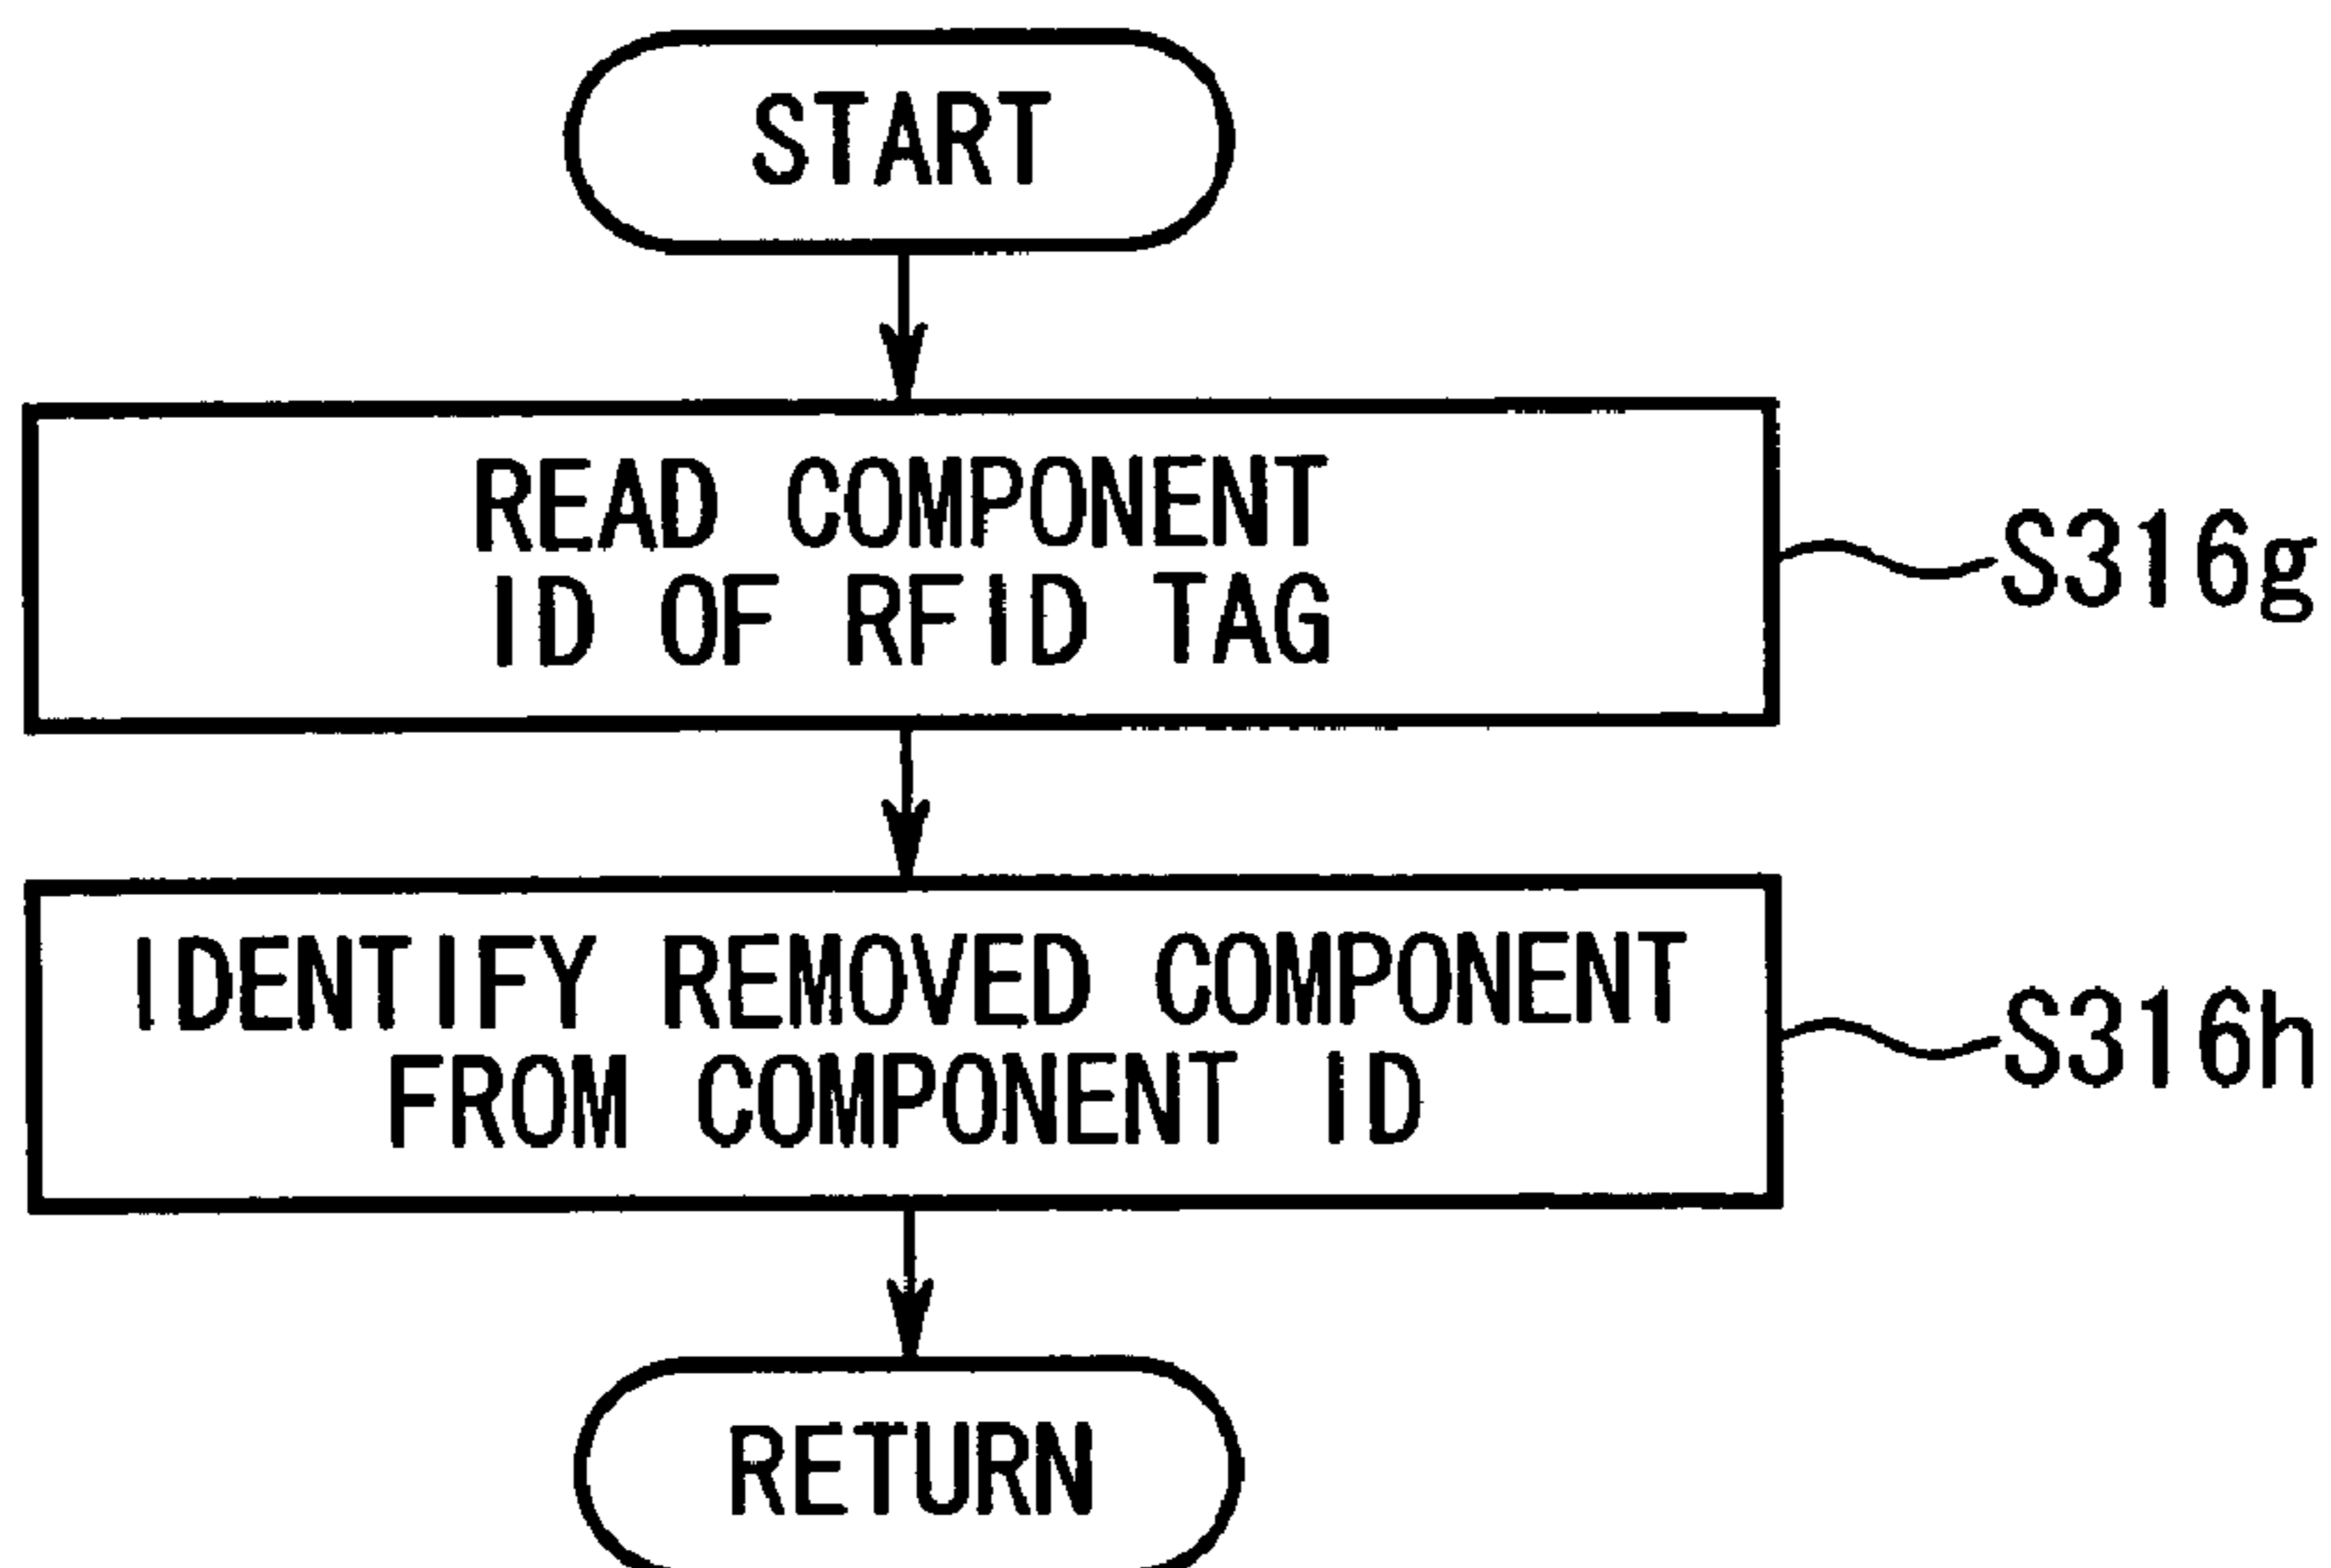 START
READ COMPONENT
ID OF RFID TAG
S316g
IDENTIFY REMOVED COMPONENT
FROM COMPONENT ID
S316h
RETURN